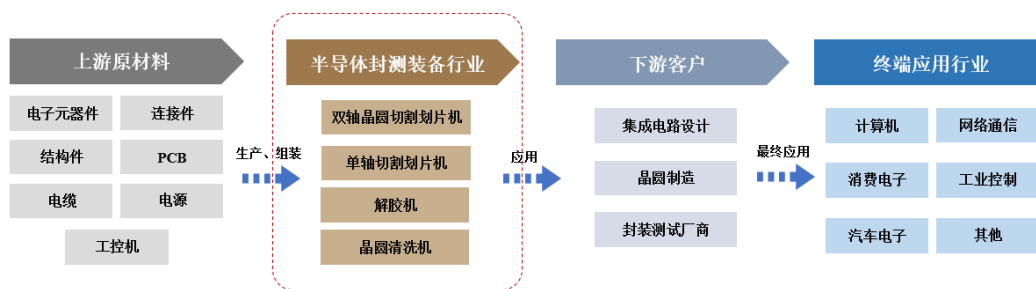 上游原材料
半导体封测装备行业
下游客户
终端应用行业
电子元器件
连接件
结构件
PCB
电缆
电源
工控机
生产、组装
双轴晶圆切割划片机
单轴切割划片机
解胶机
晶圆清洗机
应用
集成电路设计
晶圆制造
封装测试厂商
最终应用
计算机
网络通信
消费电子
工业控制
汽车电子
其他